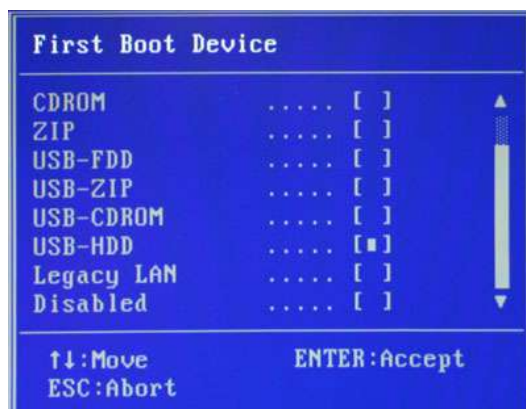 First Boot Device
CDROM ..... [ ]
ZIP ..... [ ]
USB-FDD ..... [ ]
USB-ZIP ..... [ ]
USB-CDROM ..... [ ]
USB-HDD ..... [■]
Legacy LAN ..... [ ]
Disabled ..... [ ]
↑↓:Move ENTER:Accept
ESC:Abort